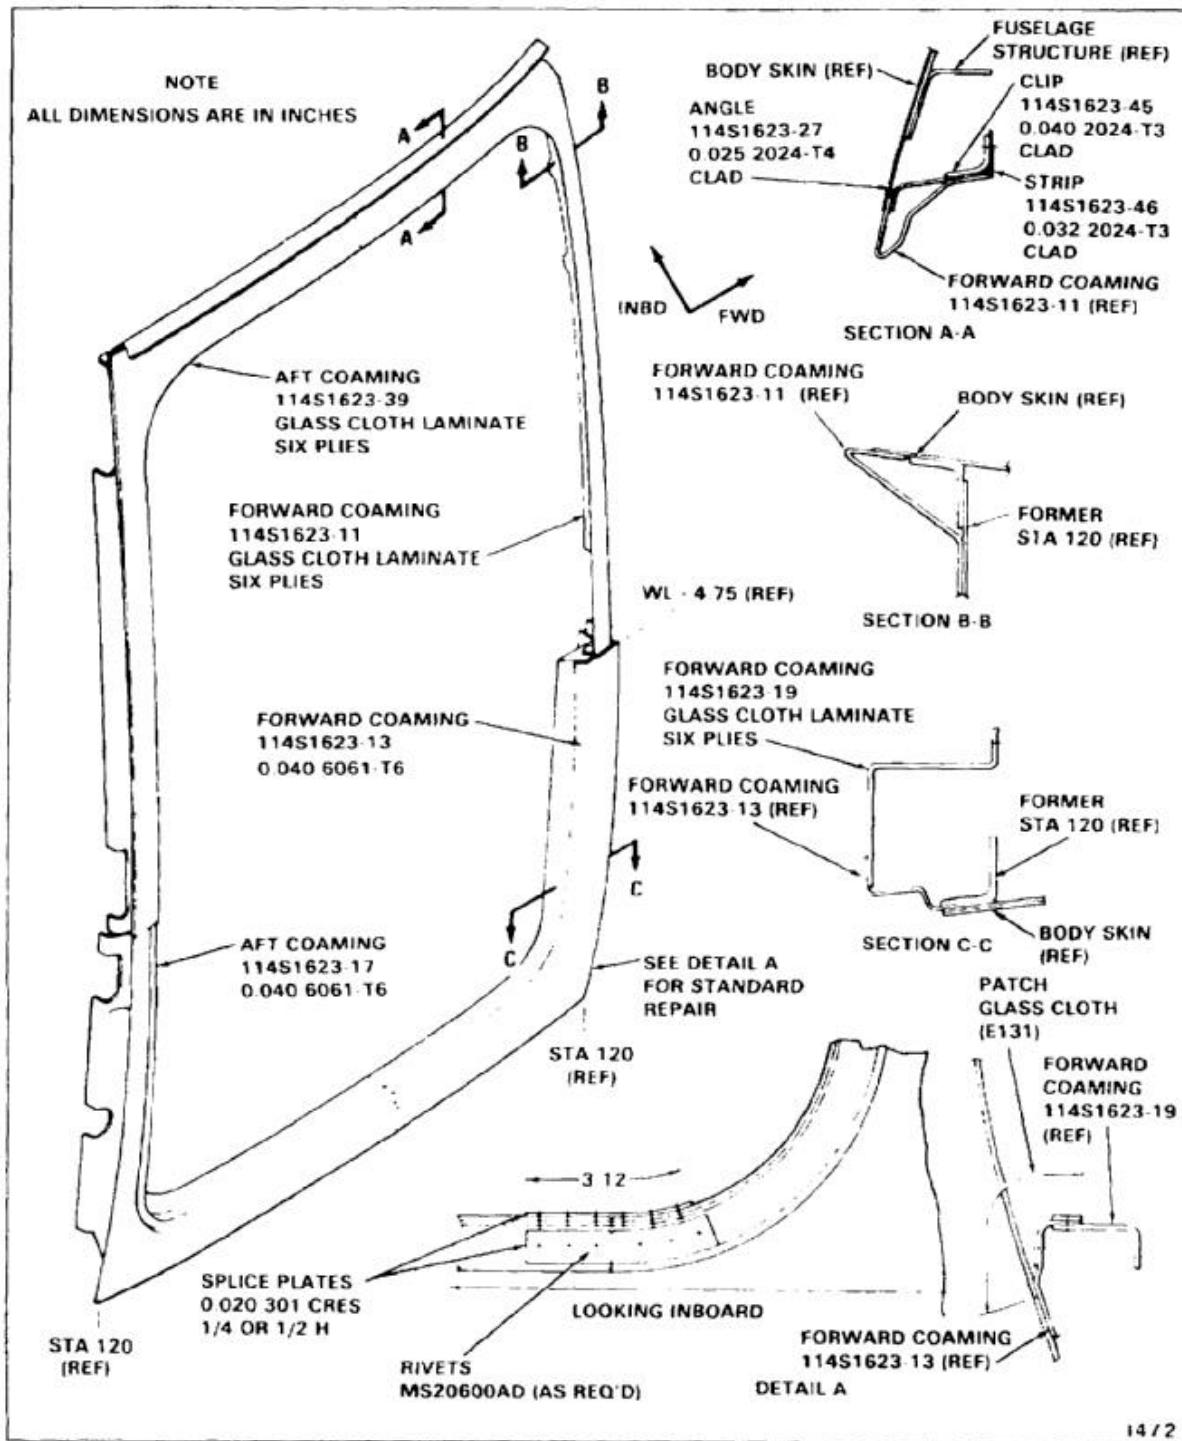 NOTE
ALL DIMENSIONS ARE IN INCHES
A
A
B
B
FUSELAGE
STRUCTURE (REF)
BODY SKIN (REF)
CLIP
114S1623-45
0.040 2024-T3
CLAD
ANGLE
114S1623-27
0.025 2024-T4
CLAD
STRIP
114S1623-46
0.032 2024-T3
CLAD
FORWARD COAMING
114S1623-11 (REF)
SECTION A-A
INBD
FWD
AFT COAMING
114S1623-39
GLASS CLOTH LAMINATE
SIX PLIES
FORWARD COAMING
114S1623-11 (REF)
BODY SKIN (REF)
FORMER
STA 120 (REF)
SECTION B-B
FORWARD COAMING
114S1623-11
GLASS CLOTH LAMINATE
SIX PLIES
WL - 4 75 (REF)
FORWARD COAMING
114S1623-13
0.040 6061-T6
FORWARD COAMING
114S1623-19
GLASS CLOTH LAMINATE
SIX PLIES
FORWARD COAMING
114S1623-13 (REF)
FORMER
STA 120 (REF)
BODY SKIN
(REF)
SECTION C-C
C
C
AFT COAMING
114S1623-17
0.040 6061-T6
SEE DETAIL A
FOR STANDARD
REPAIR
STA 120
(REF)
PATCH
GLASS CLOTH
(E131)
FORWARD
COAMING
114S1623-19
(REF)
3 12
SPLICE PLATES
0.020 301 CRES
1/4 OR 1/2 H
LOOKING INBOARD
STA 120
(REF)
RIVETS
MS20600AD (AS REQ'D)
FORWARD COAMING
114S1623-13 (REF)
DETAIL A
1472